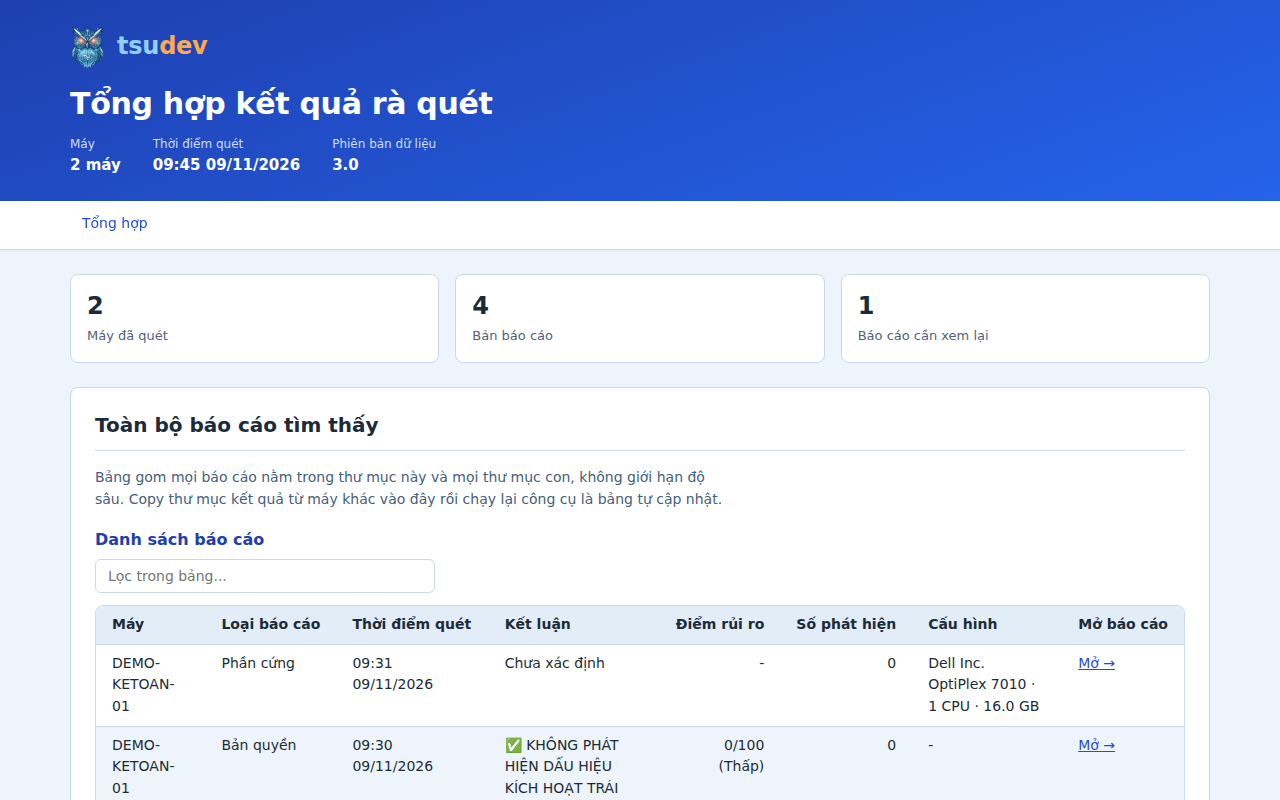 tsudev
Tổng hợp kết quả rà quét
Máy
2 máy
Thời điểm quét
09:45 09/11/2026
Phiên bản dữ liệu
3.0
Tổng hợp
2
Máy đã quét
4
Bản báo cáo
1
Báo cáo cần xem lại
Toàn bộ báo cáo tìm thấy
Bảng gom mọi báo cáo nằm trong thư mục này và mọi thư mục con, không giới hạn độ
sâu. Copy thư mục kết quả từ máy khác vào đây rồi chạy lại công cụ là bảng tự cập nhật.
Danh sách báo cáo
Lọc trong bảng...
Máy Loại báo cáo Thời điểm quét Kết luận Điểm rủi ro Số phát hiện Cấu hình Mở báo cáo
DEMO-
KETOAN-
01
Phần cứng
09:31
09/11/2026
Chưa xác định
-
0
Dell Inc.
OptiPlex 7010 ·
1 CPU · 16.0 GB
Mở →
DEMO-
KETOAN-
01
Bản quyền
09:30
09/11/2026
✅ KHÔNG PHÁT
HIỆN DẤU HIỆU
KÍCH HOẠT TRÁI
0/100
(Thấp)
0
-
Mở →